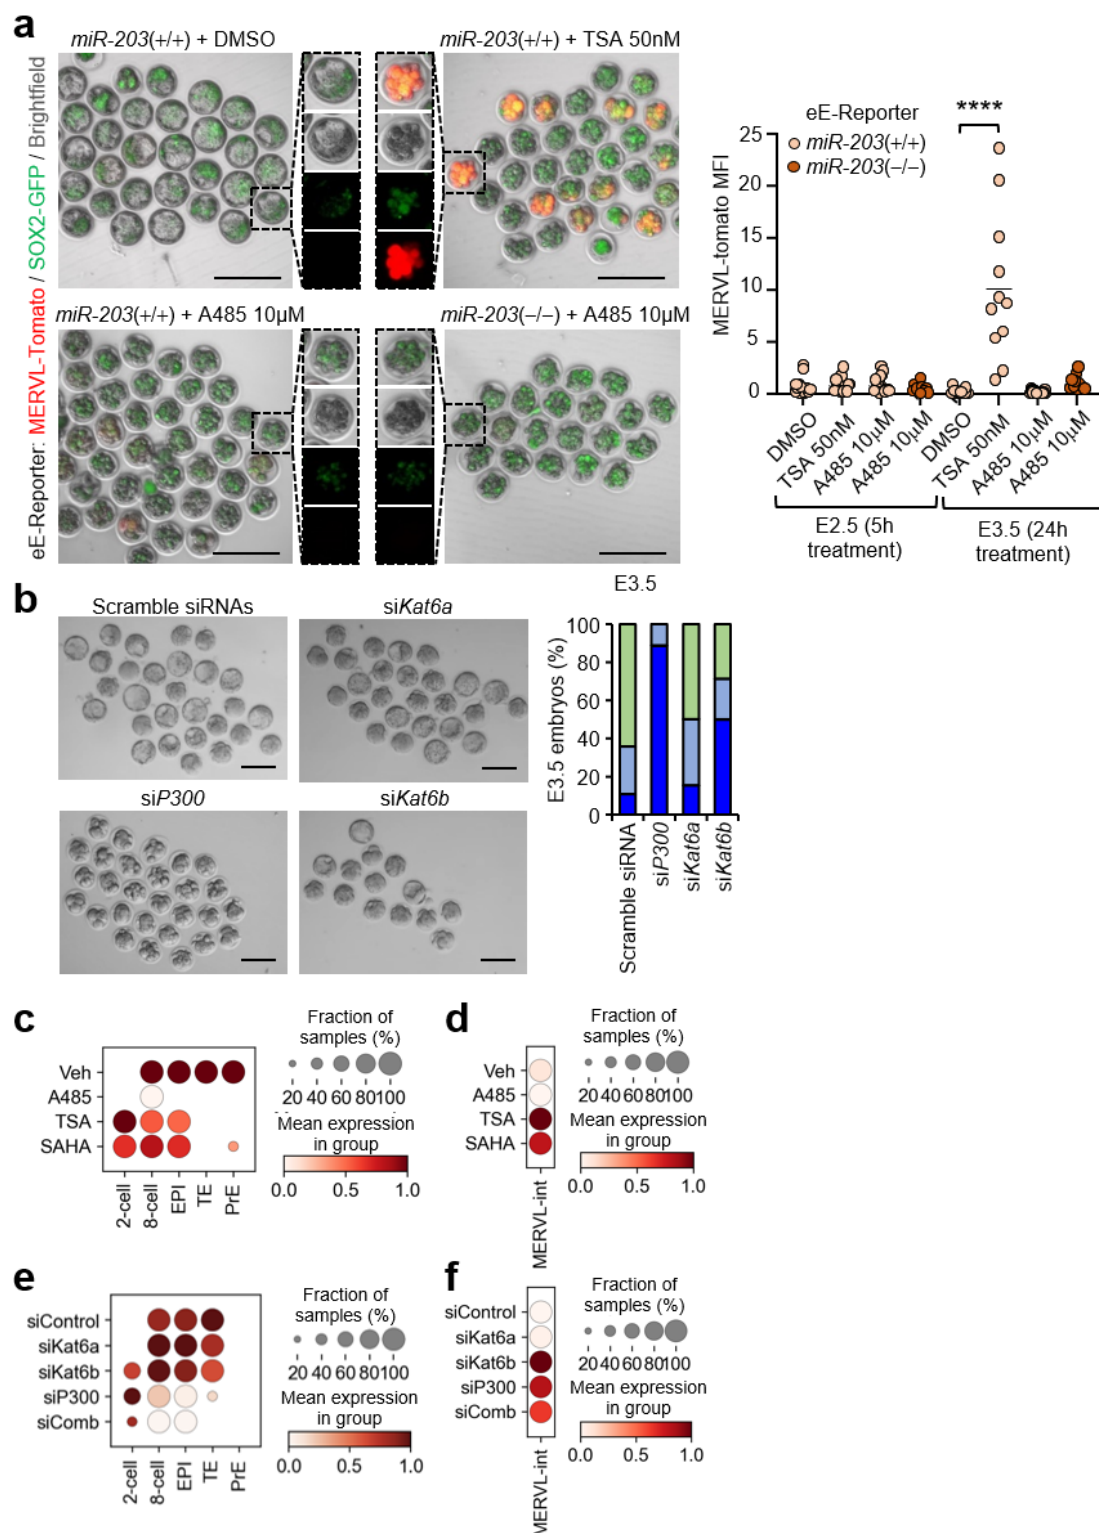 a
miR-203(+/+) + DMSO
miR-203(+/+) + TSA 50nM
eE-Reporter: MERVL-Tomato / SOX2-GFP / Brightfield
miR-203(+/+) + A485 10μM
miR-203(–/–) + A485 10μM
eE-Reporter
miR-203(+/+)
miR-203(–/–)
****
MERVL-tomato MFI
25
20
15
10
5
0
DMSO
TSA 50nM
A485 10μM
A485 10μM
DMSO
TSA 50nM
A485 10μM
A485 10μM
E2.5 (5h
treatment)
E3.5 (24h
treatment)
b
Scramble siRNAs
siKat6a
siP300
siKat6b
E3.5
E3.5 embryos (%)
100
80
60
40
20
0
Scramble siRNA
siP300
siKat6a
siKat6b
c
Veh
A485
TSA
SAHA
2-cell
8-cell
EPI
TE
PrE
Fraction of
samples (%)
20 40 60 80 100
Mean expression
in group
0.0 0.5 1.0
d
Veh
A485
TSA
SAHA
MERVL-int
Fraction of
samples (%)
20 40 60 80 100
Mean expression
in group
0.0 0.5 1.0
e
siControl
siKat6a
siKat6b
siP300
siComb
2-cell
8-cell
EPI
TE
PrE
Fraction of
samples (%)
20 40 60 80 100
Mean expression
in group
0.0 0.5 1.0
f
siControl
siKat6a
siKat6b
siP300
siComb
MERVL-int
Fraction of
samples (%)
20 40 60 80 100
Mean expression
in group
0.0 0.5 1.0